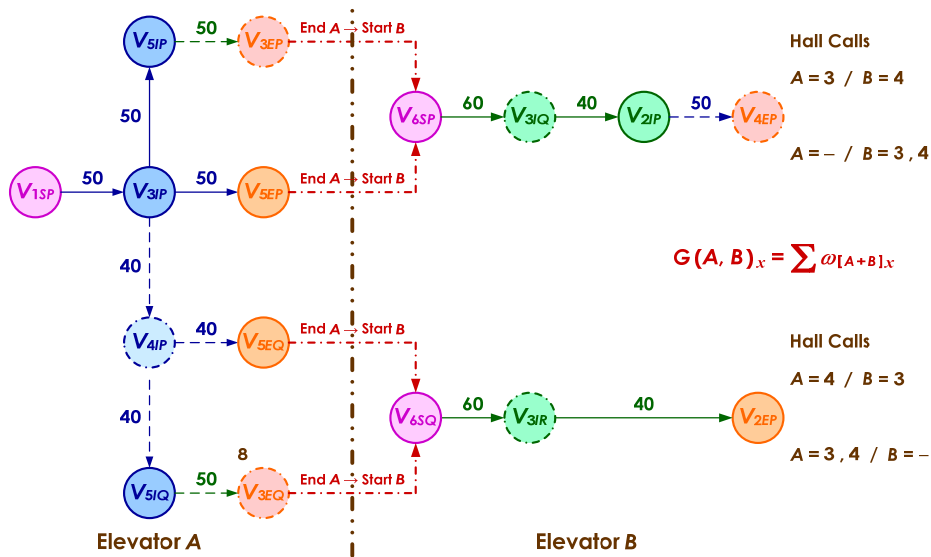 50
End A → Start B
V5IP
V3EP
Hall Calls
A = 3 / B = 4
60
40
50
V6SP
V3IQ
V2IP
V4EP
50
A = – / B = 3 , 4
50
50
End A → Start B
V1SP
V3IP
V5EP
G (A, B) x = ∑ ω[A+B]x
40
40
End A → Start B
V4IP
V5EQ
Hall Calls
A = 4 / B = 3
60
40
40
V6SQ
V3IR
V2EP
8
A = 3 , 4 / B = –
50
End A → Start B
V5IQ
V3EQ
Elevator A
Elevator B